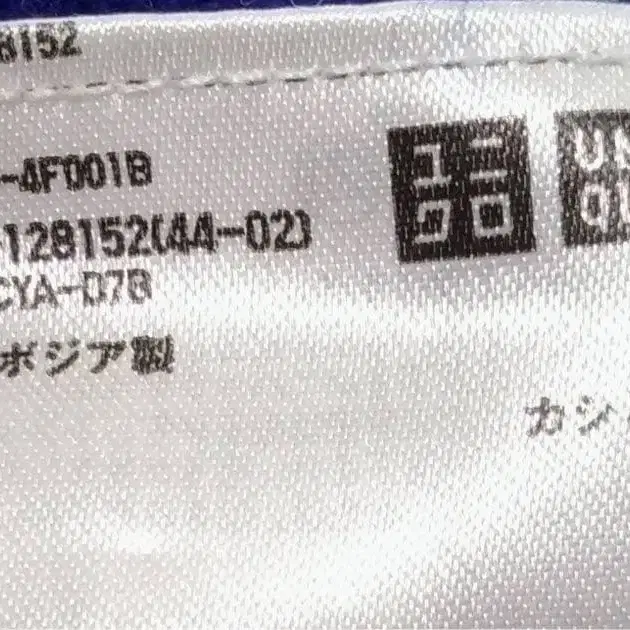 8152
-4F001B
-128152(44-02)
CYA-D7B
ボジア製
ユニ
クロ
UN
QL
カシ